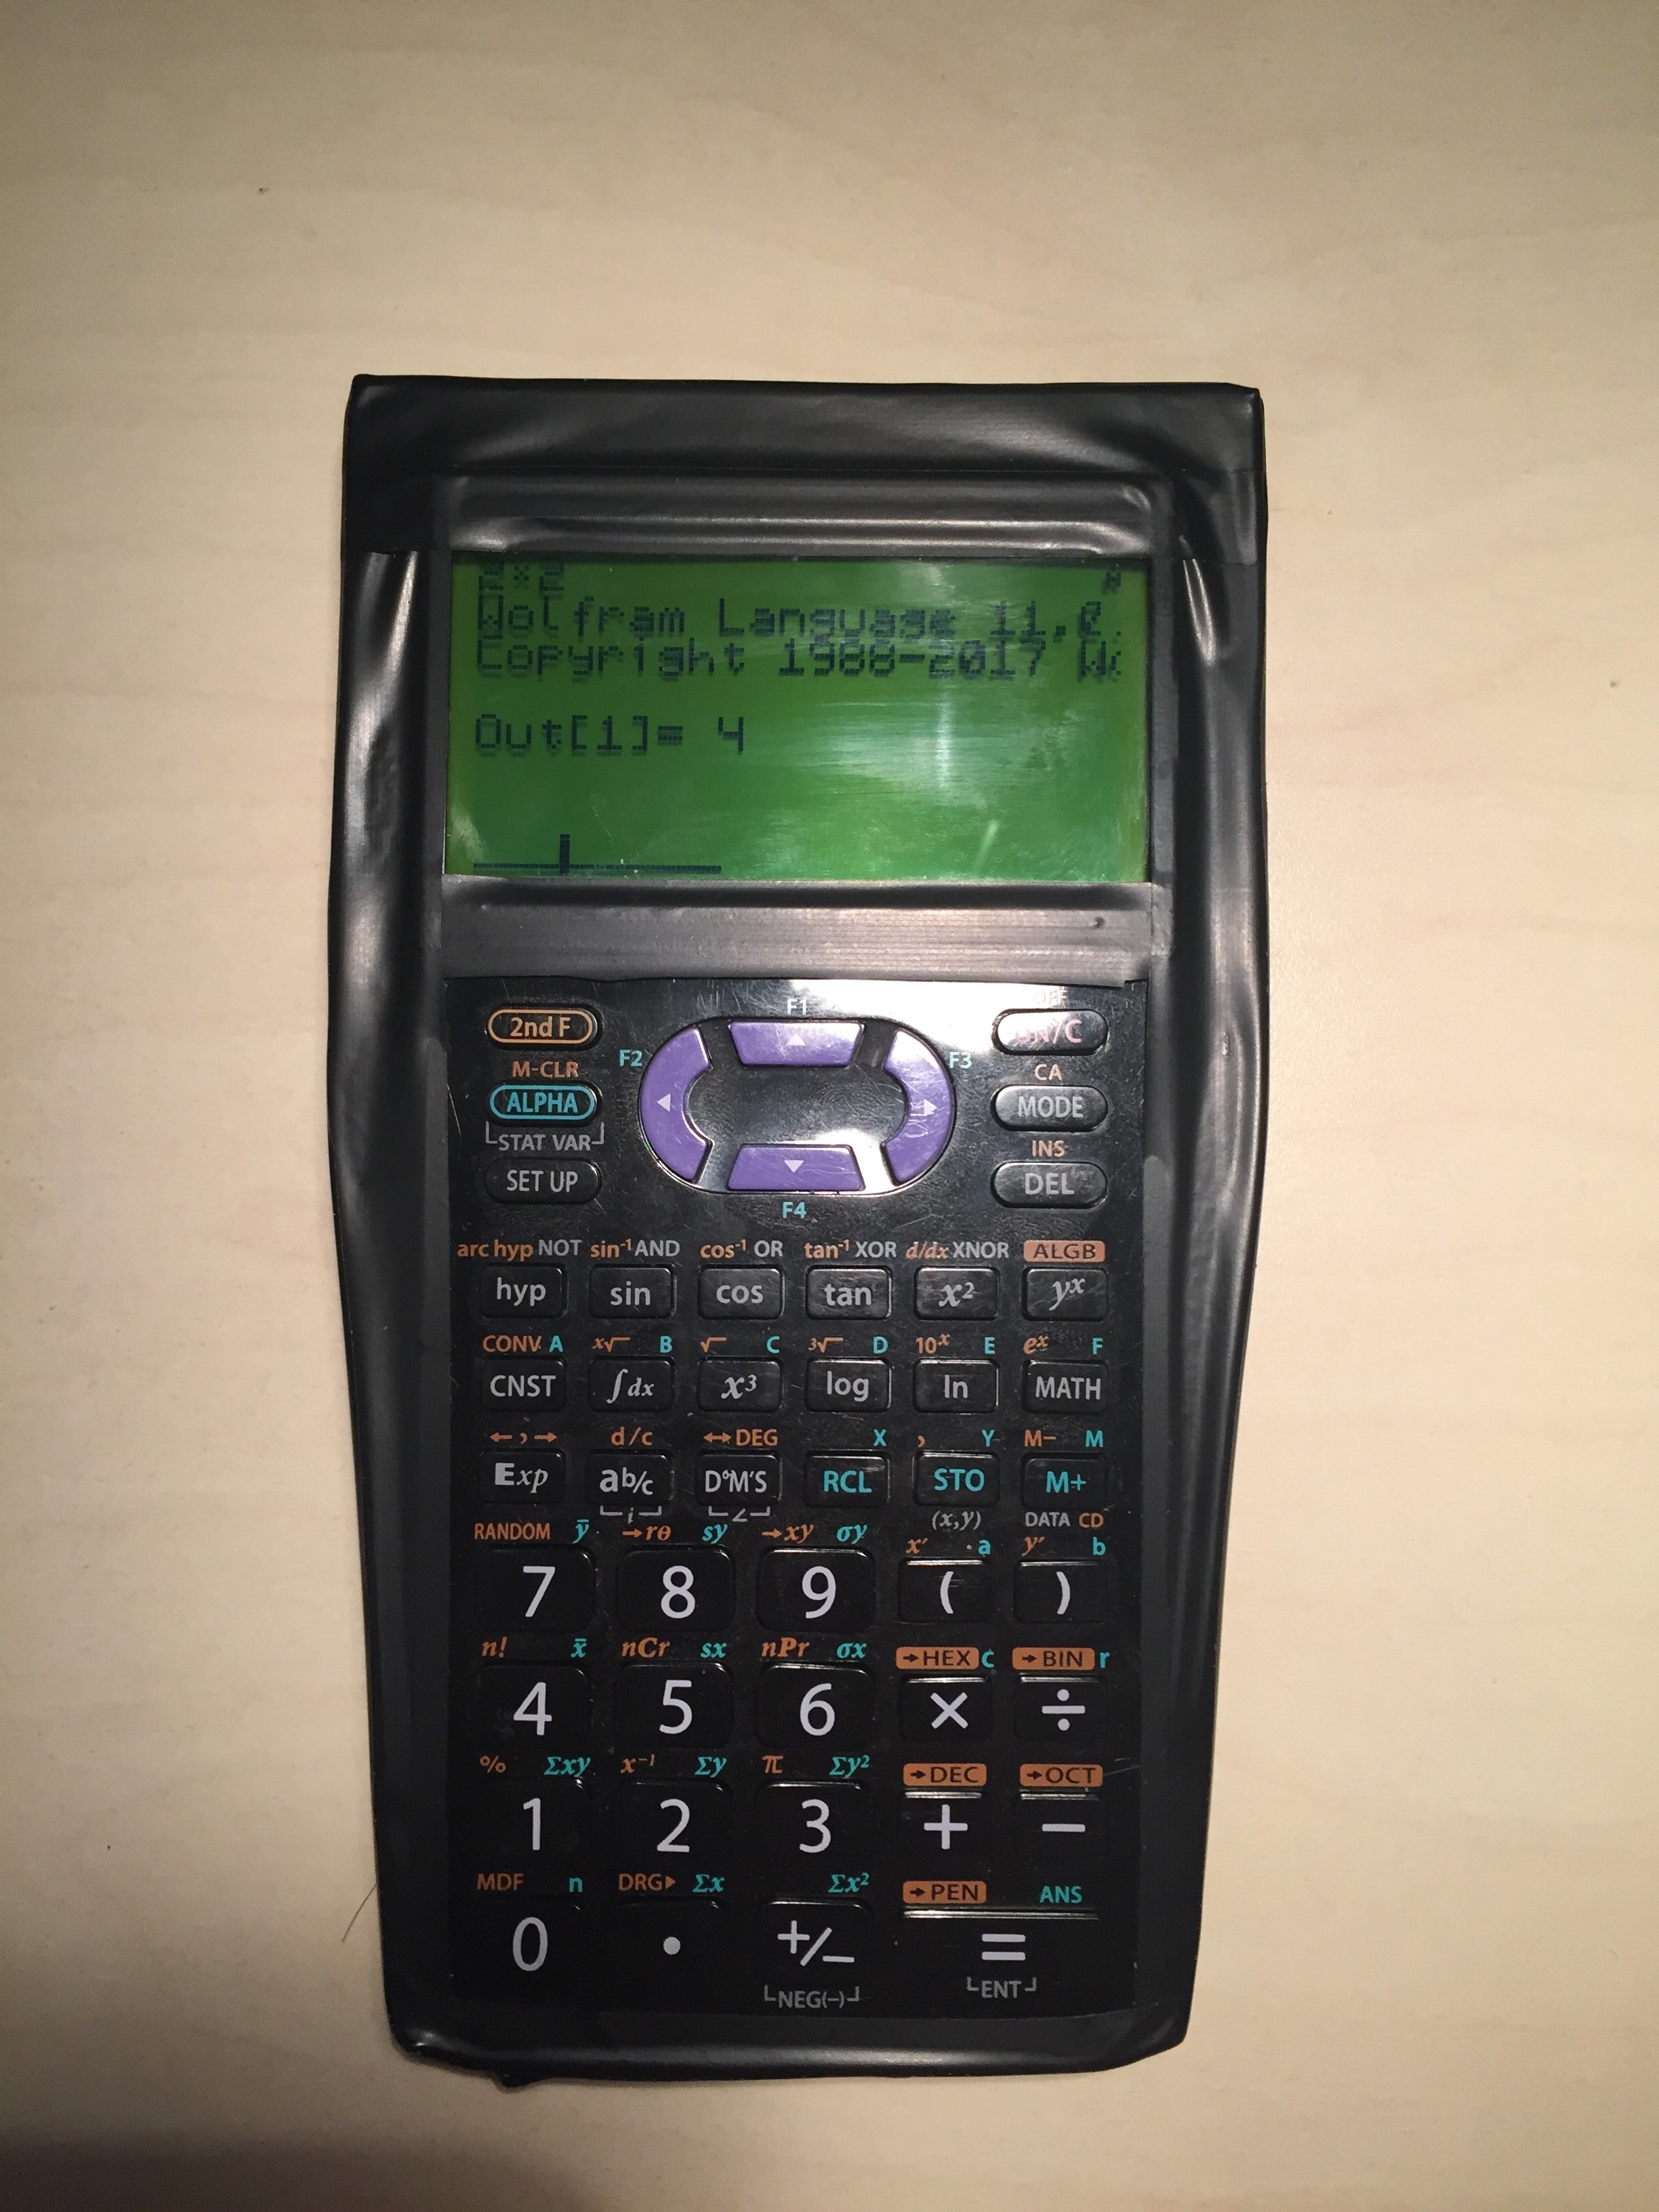 2*2
Wolfram Language 11.
Copyright 1988-2017
Out[1]= 4
F1 OFF
2nd F ON/C
F2 F3
M-CLR CA
ALPHA MODE
STAT VAR INS
SET UP DEL
F4
arc hyp NOT sin⁻¹ AND cos⁻¹ OR tan⁻¹ XOR d/dx XNOR ALGB
hyp sin cos tan x² yˣ
CONV A ˣ√ B √ C ³√ D 10ˣ E eˣ F
CNST ∫dx x³ log ln MATH
←,→ d/c ↔DEG X , Y M− M
Exp ab/c D°M'S RCL STO M+
i ∠ (x,y) DATA CD
RANDOM ȳ →rθ sy →xy σy x′ a y′ b
7 8 9 ( )
n! x̄ nCr sx nPr σx →HEX c →BIN r
4 5 6 × ÷
% Σxy x⁻¹ Σy π Σy² →DEC →OCT
1 2 3 + −
MDF n DRG▶ Σx Σx² →PEN ANS
0 • +/− =
NEG(−) ENT